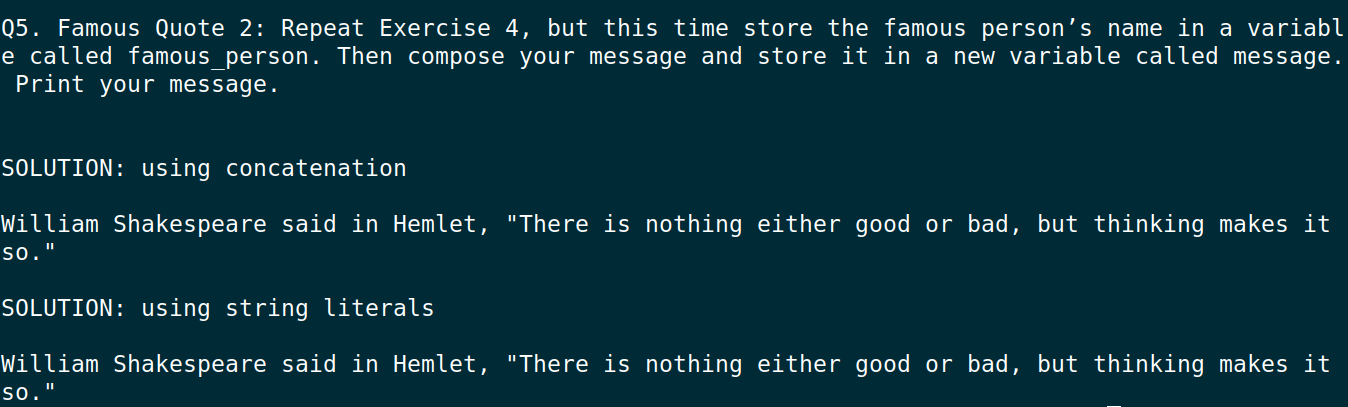 Q5. Famous Quote 2: Repeat Exercise 4, but this time store the famous person’s name in a variabl
e called famous_person. Then compose your message and store it in a new variable called message.
 Print your message.
SOLUTION: using concatenation
William Shakespeare said in Hemlet, "There is nothing either good or bad, but thinking makes it
so."
SOLUTION: using string literals
William Shakespeare said in Hemlet, "There is nothing either good or bad, but thinking makes it
so."